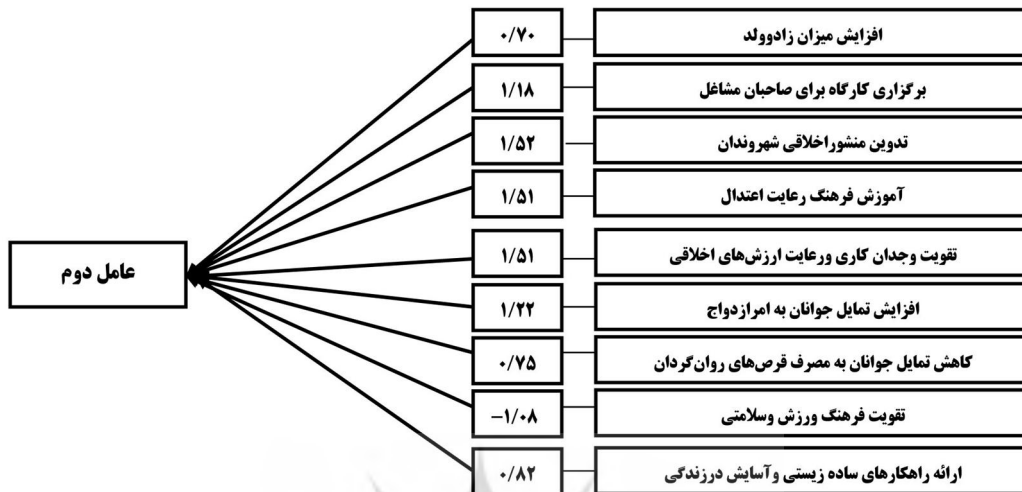 افزایش میزان زادوولد
۰/۷۰
برگزاری کارگاه برای صاحبان مشاغل
۱/۱۸
تدوین منشوراخلاقی شهروندان
۱/۵۲
آموزش فرهنگ رعایت اعتدال
۱/۵۱
تقویت وجدان کاری ورعایت ارزش‌های اخلاقی
۱/۵۱
افزایش تمایل جوانان به امرازدواج
۱/۲۲
کاهش تمایل جوانان به مصرف قرص‌های روان‌گردان
۰/۷۵
تقویت فرهنگ ورزش وسلامتی
−۱/۰۸
ارائه راهکارهای ساده زیستی وآسایش درزندگی
۰/۸۲
عامل دوم